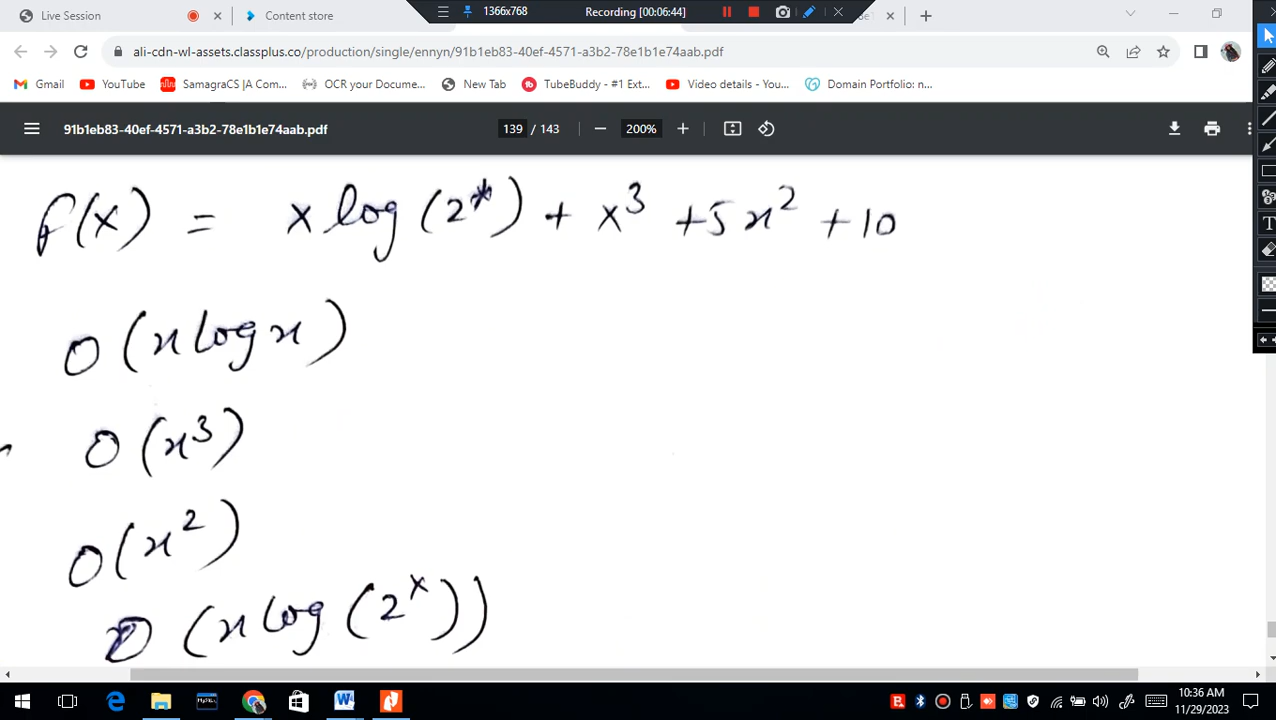 Live Session
Content store
1366x768
Recording [00:06:44]
ali-cdn-wl-assets.classplus.co/production/single/ennyn/91b1eb83-40ef-4571-a3b2-78e1b1e74aab.pdf
Gmail YouTube SamagraCS |A Com... OCR your Docume... New Tab TubeBuddy - #1 Ext... Video details - You... Domain Portfolio: n...
91b1eb83-40ef-4571-a3b2-78e1b1e74aab.pdf 139 / 143 200%
f(x) = x log (2^x) + x^3 + 5x^2 + 10
O(x log x)
O(x^3)
O(x^2)
O(x log (2^x))
10:36 AM
11/29/2023